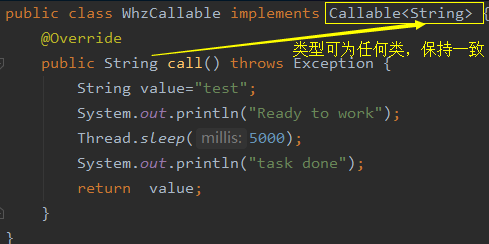 public class WhzCallable implements Callable<String> {
@Override
类型可为任何类，保持一致
public String call() throws Exception {
String value="test";
System.out.println("Ready to work");
Thread.sleep( millis: 5000);
System.out.println("task done");
return  value;
}
}